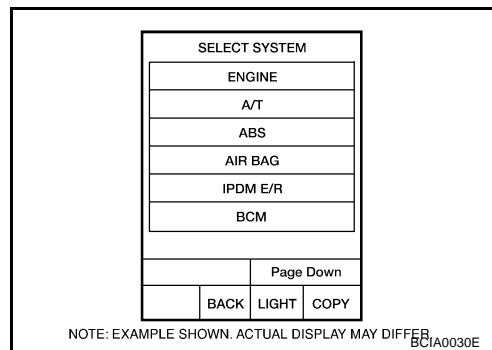 SELECT SYSTEM
ENGINE
A/T
ABS
AIR BAG
IPDM E/R
BCM
Page Down
BACK LIGHT COPY
NOTE: EXAMPLE SHOWN. ACTUAL DISPLAY MAY DIFFER.
BCIA0030E